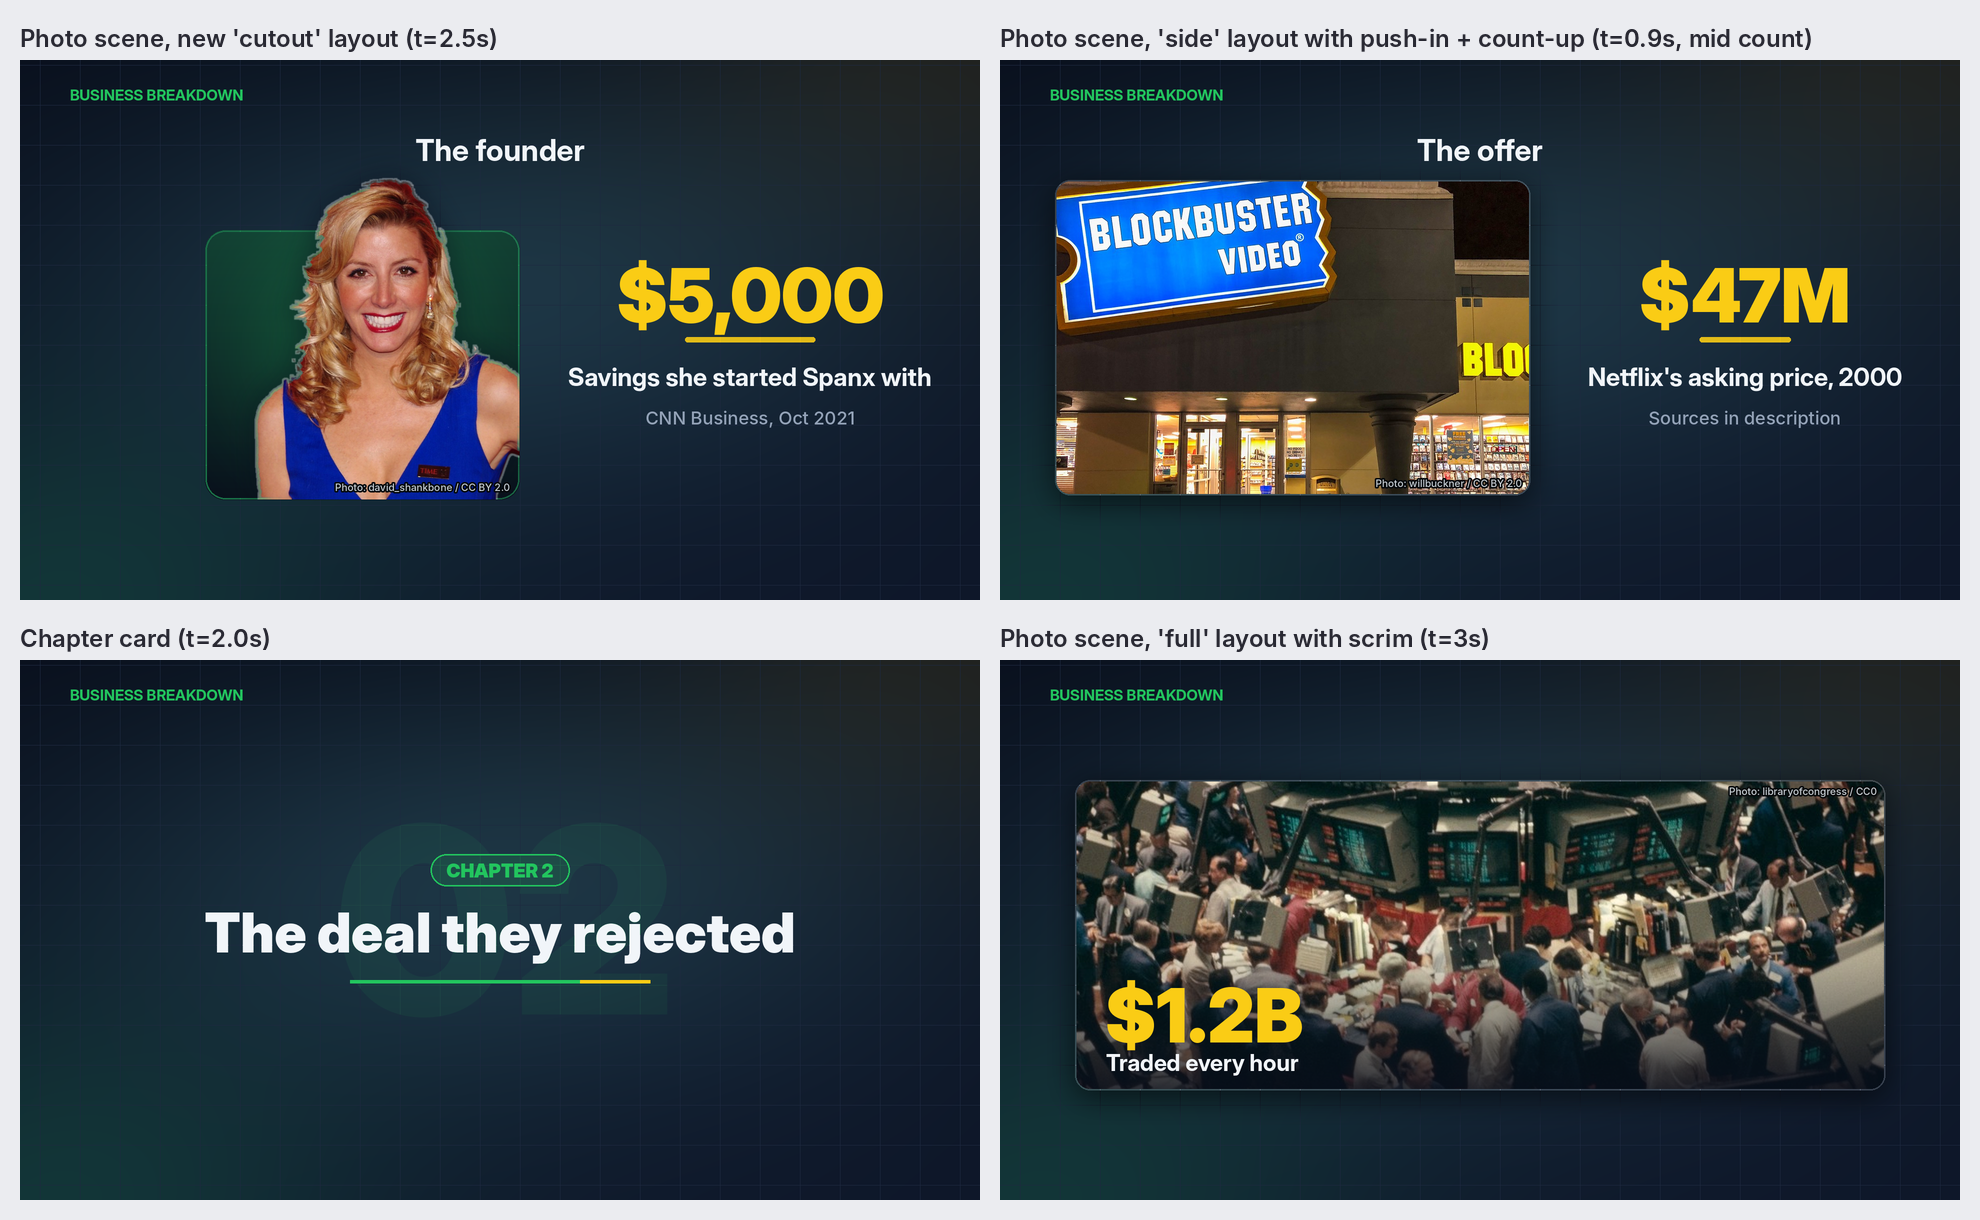 Photo scene, new 'cutout' layout (t=2.5s)
BUSINESS BREAKDOWN
The founder
$5,000
Savings she started Spanx with
CNN Business, Oct 2021
TIME
Photo: david_shankbone / CC BY 2.0
Photo scene, 'side' layout with push-in + count-up (t=0.9s, mid count)
BUSINESS BREAKDOWN
The offer
BLOCKBUSTER
VIDEO®
BLO
$47M
Netflix's asking price, 2000
Sources in description
Photo: willbuckner / CC BY 2.0
Chapter card (t=2.0s)
BUSINESS BREAKDOWN
02
CHAPTER 2
The deal they rejected
Photo scene, 'full' layout with scrim (t=3s)
BUSINESS BREAKDOWN
Photo: libraryofcongress / CC0
$1.2B
Traded every hour